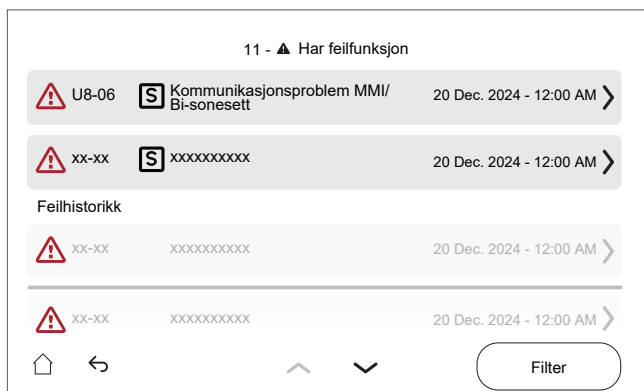 11 - ⚠ Har feilfunksjon
U8-06 S Kommunikasjonsproblem MMI/
Bi-sonesett 20 Dec. 2024 - 12:00 AM
xx-xx S xxxxxxxxxx 20 Dec. 2024 - 12:00 AM
Feilhistorikk
xx-xx xxxxxxxxxx 20 Dec. 2024 - 12:00 AM
xx-xx xxxxxxxxxx 20 Dec. 2024 - 12:00 AM
Filter